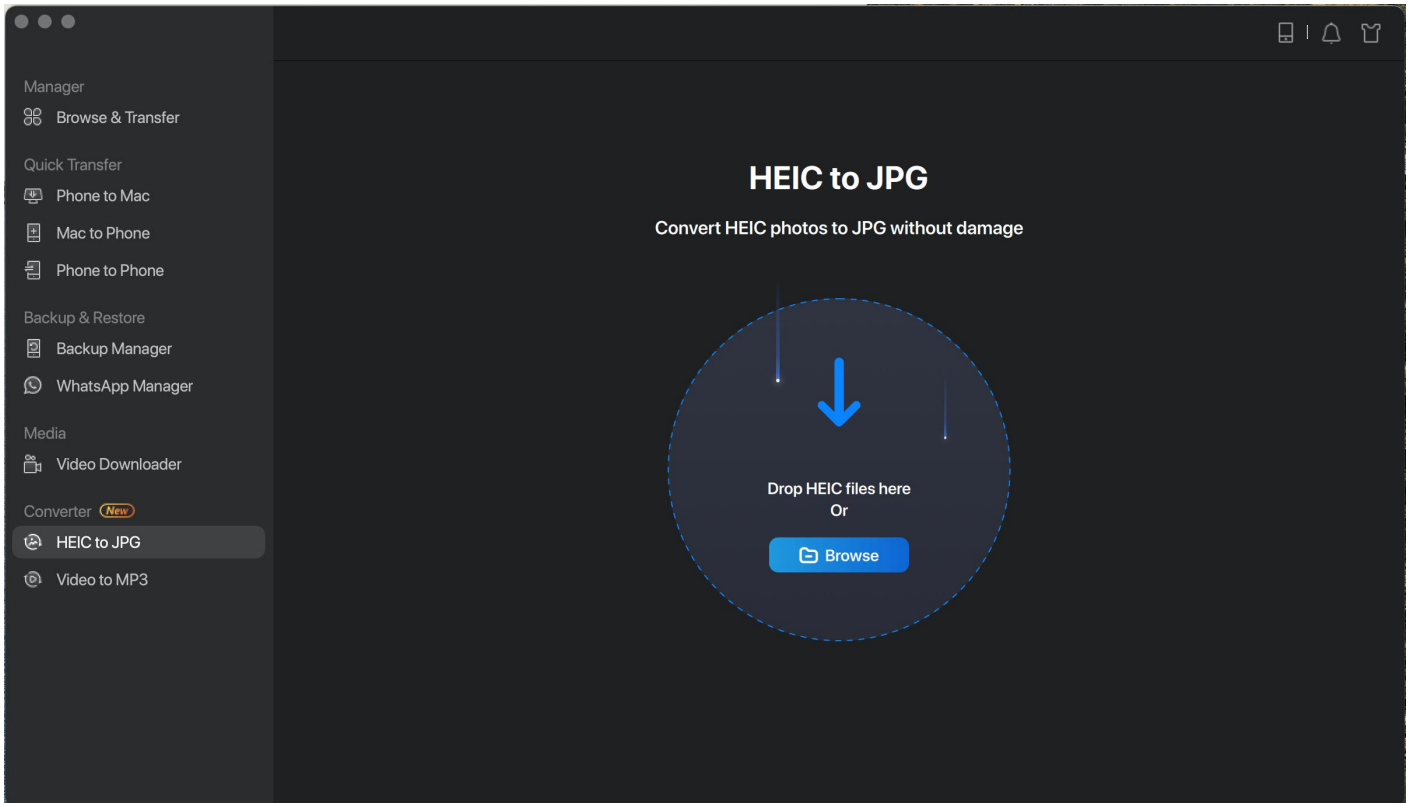 Manager
Browse & Transfer
Quick Transfer
Phone to Mac
Mac to Phone
Phone to Phone
Backup & Restore
Backup Manager
WhatsApp Manager
Media
Video Downloader
Converter New
HEIC to JPG
Video to MP3
HEIC to JPG
Convert HEIC photos to JPG without damage
Drop HEIC files here
Or
Browse